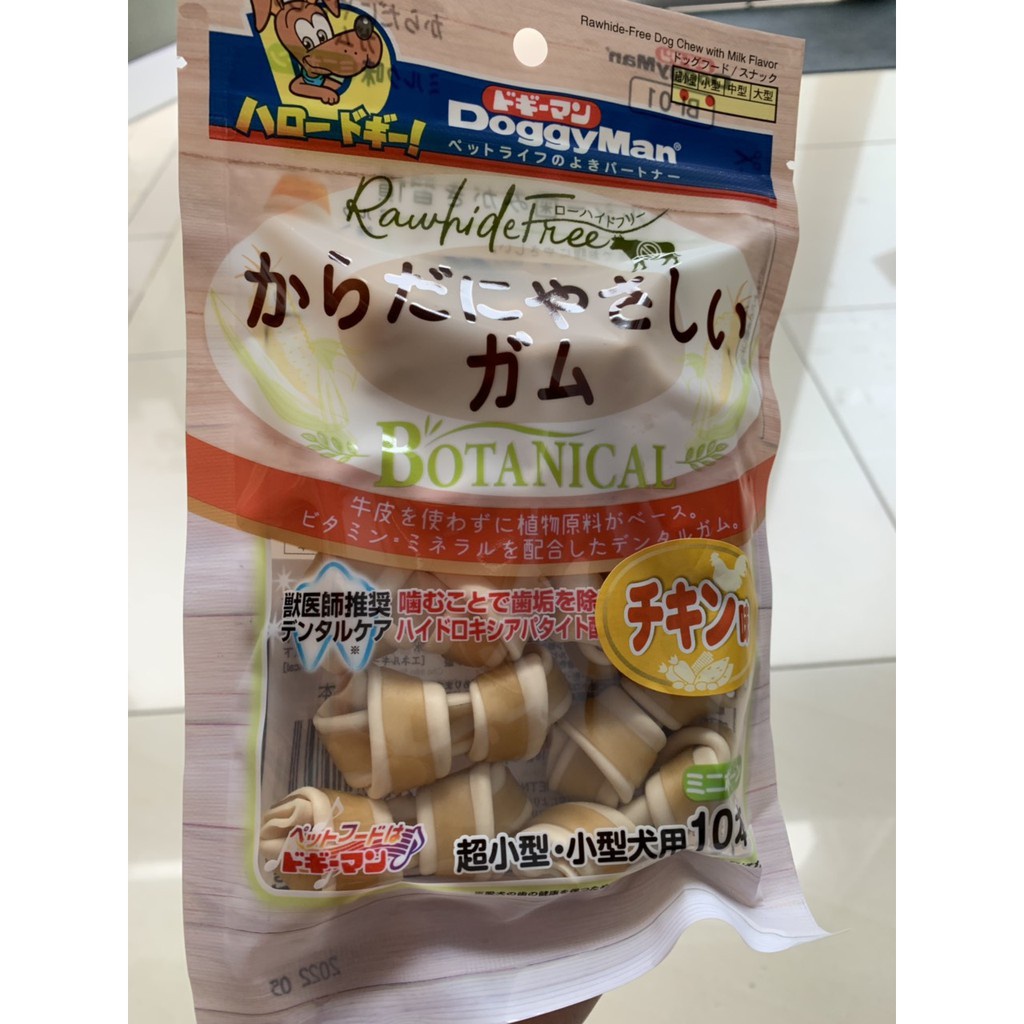 Rawhide-Free Dog Chew with Milk Flavor
ドッグフード / スナック
超小型 小型 中型 大型
BI 01
ハロードギー!
ドギーマン
DoggyMan®
ペットライフのよきパートナー
RawhideFree
ローハイドフリー
からだにやさしい
ガム
BOTANICAL
牛皮を使わずに植物原料がベース。
ビタミン・ミネラルを配合したデンタルガム。
獣医師推奨
デンタルケア
※
噛むことで歯垢を除
ハイドロキシアパタイト
チキン味
ミニ
ペットフードは
ドギーマン
超小型・小型犬用10本
2022 05